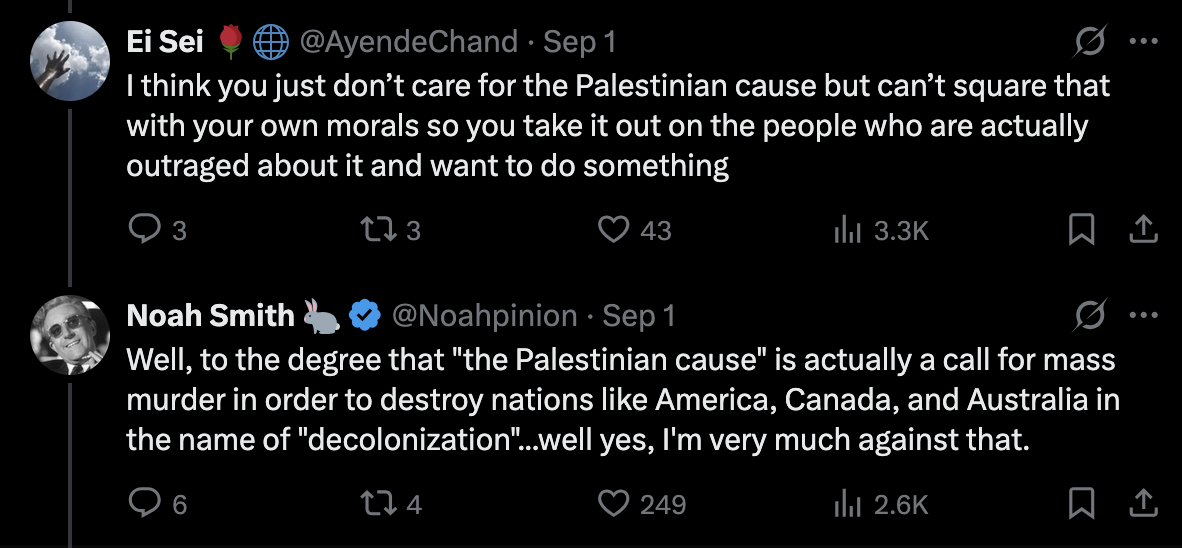 Ei Sei 🌹🌐 @AyendeChand · Sep 1
I think you just don’t care for the Palestinian cause but can’t square that
with your own morals so you take it out on the people who are actually
outraged about it and want to do something
3 3 43 3.3K
Noah Smith 🐇 @Noahpinion · Sep 1
Well, to the degree that "the Palestinian cause" is actually a call for mass
murder in order to destroy nations like America, Canada, and Australia in
the name of "decolonization"...well yes, I'm very much against that.
6 4 249 2.6K